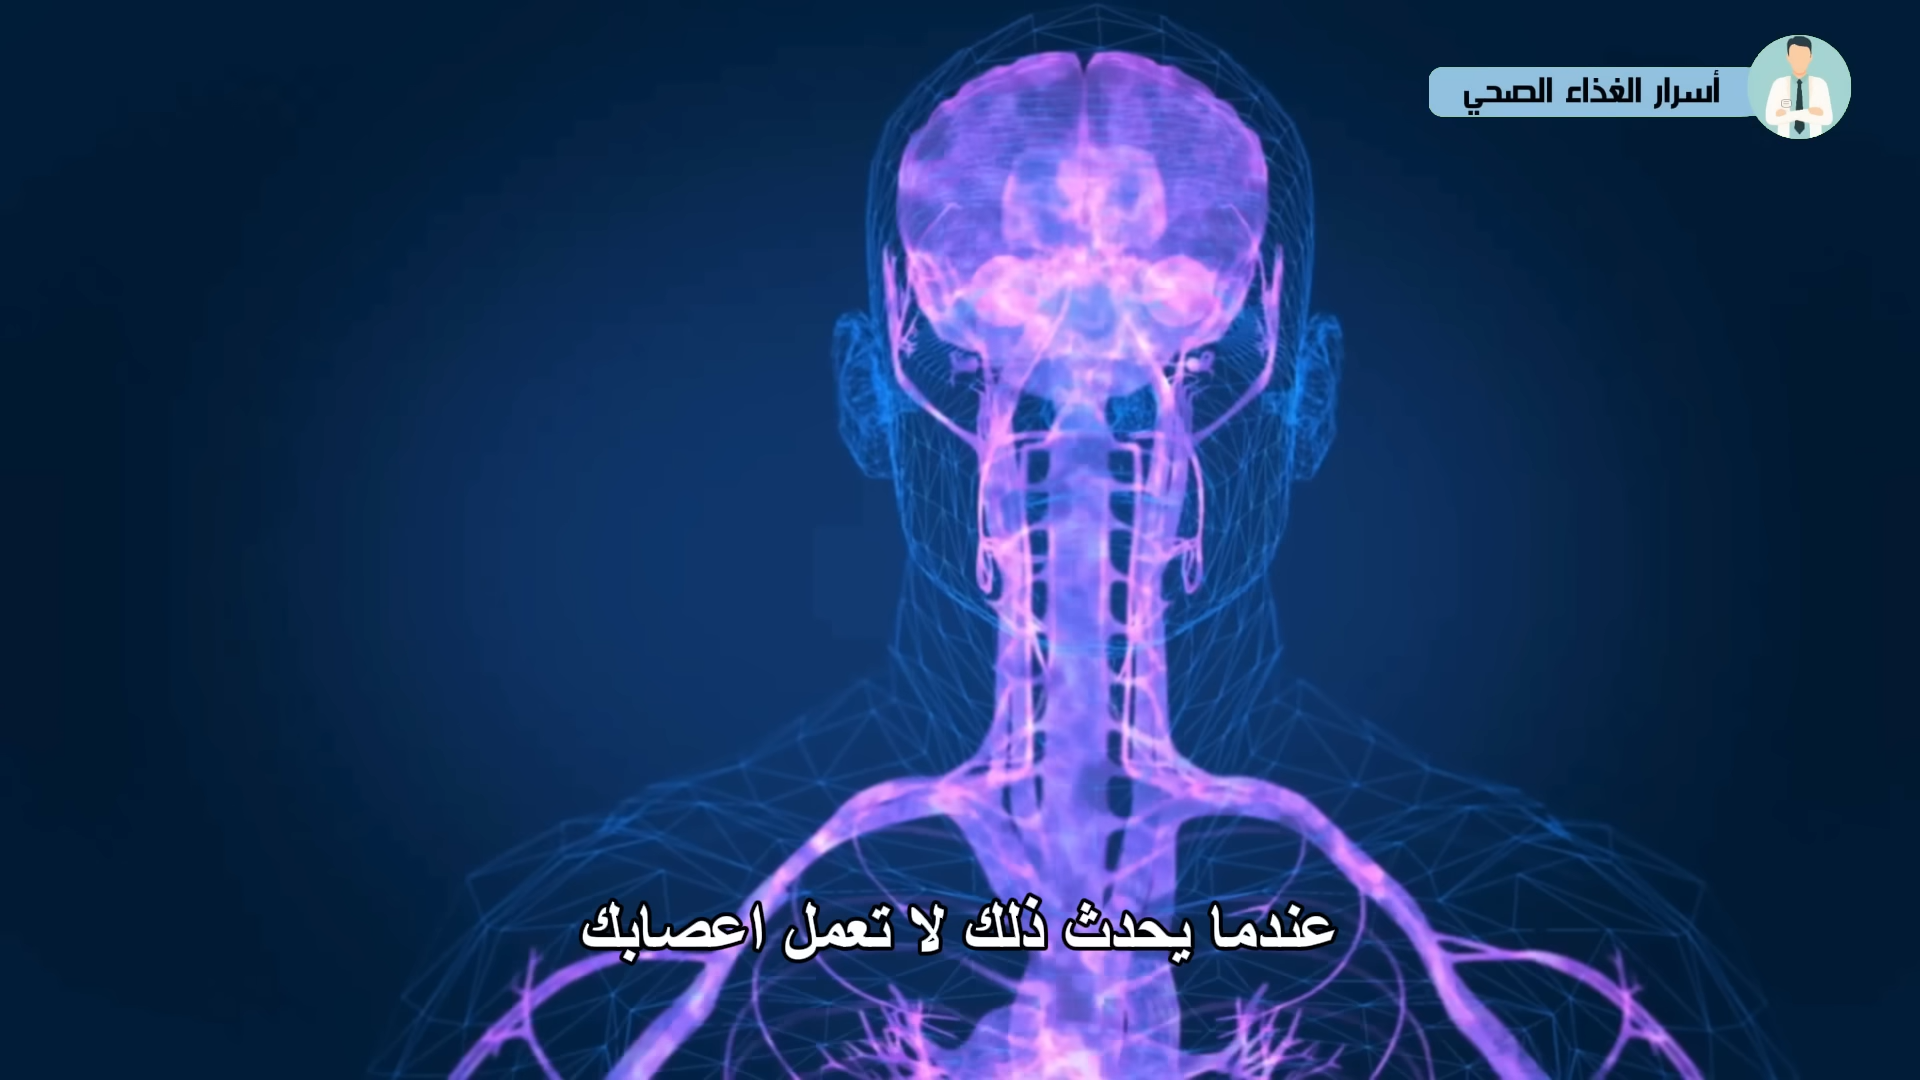 أسرار الغذاء الصحي
عندما يحدث ذلك لا تعمل اعصابك